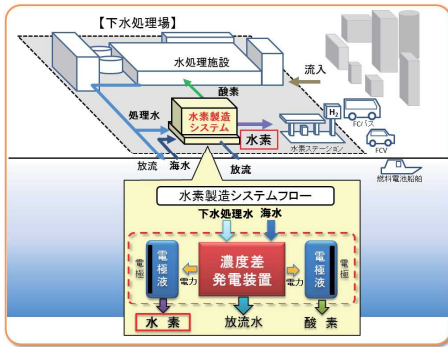 【下水処理場】
水処理施設
流入
酸素
処理水
水素製造
システム
水素
H2
水素ステーション
FCバス
FCV
燃料電池船舶
放流
海水
放流
水素製造システムフロー
下水処理水
海水
電極
電極液
電力
濃度差
発電装置
電力
電極液
電極
水素
放流水
酸素